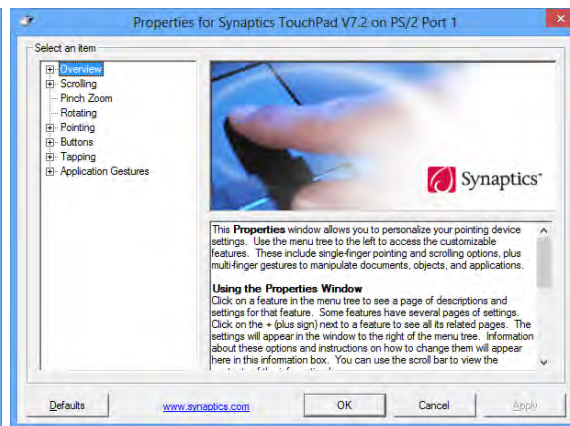 Properties for Synaptics TouchPad V7.2 on PS/2 Port 1
Select an item
Overview
Scrolling
Pinch Zoom
Rotating
Pointing
Buttons
Tapping
Application Gestures
Synaptics
This Properties window allows you to personalize your pointing device
settings. Use the menu tree to the left to access the customizable
features. These include single-finger pointing and scrolling options, plus
multi-finger gestures to manipulate documents, objects, and applications.
Using the Properties Window
Click on a feature in the menu tree to see a page of descriptions and
settings for that feature. Some features have several pages of settings.
Click on the + (plus sign) next to a feature to see all its related pages. The
settings will appear in the window to the right of the menu tree. Information
about these options and instructions on how to change them will appear
here in this information box. You can use the scroll bar to view the
Defaults
www.synaptics.com
OK
Cancel
Apply